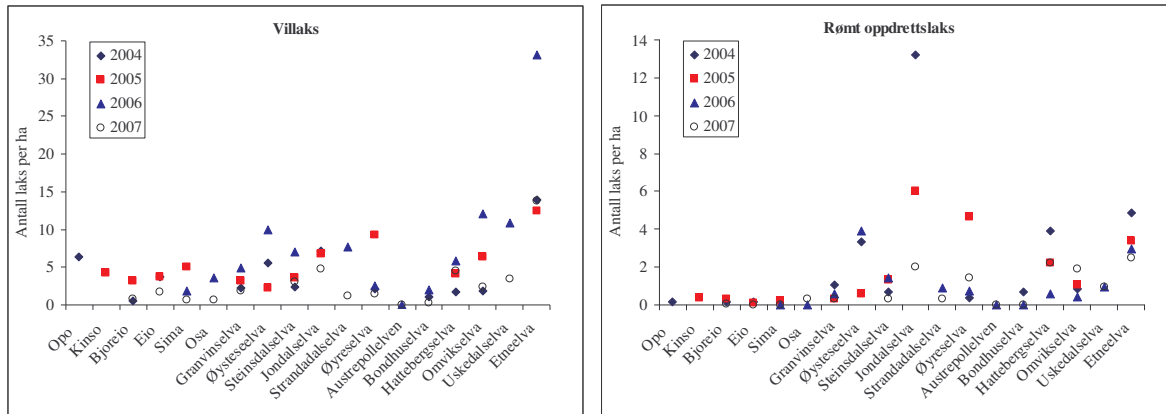 Villaks
Antall laks per ha
35
30
25
20
15
10
5
0
2004
2005
2006
2007
Opo
Kinso
Bjoreio
Eio
Sima
Osa
Granvinselva
Øysteseelva
Steinsdalselva
Jondalselva
Strandadalselva
Øyreselva
Austrepollelven
Bondhuselva
Hattebergselva
Omvikselva
Uskedalselva
Etneelva
Rømt oppdrettslaks
Antall laks per ha
14
12
10
8
6
4
2
0
2004
2005
2006
2007
Opo
Kinso
Bjoreio
Eio
Sima
Osa
Granvinselva
Øysteseelva
Steinsdalselva
Jondalselva
Strandadalselva
Øyreselva
Austrepollelven
Bondhuselva
Hattebergselva
Omvikselva
Uskedalselva
Etneelva